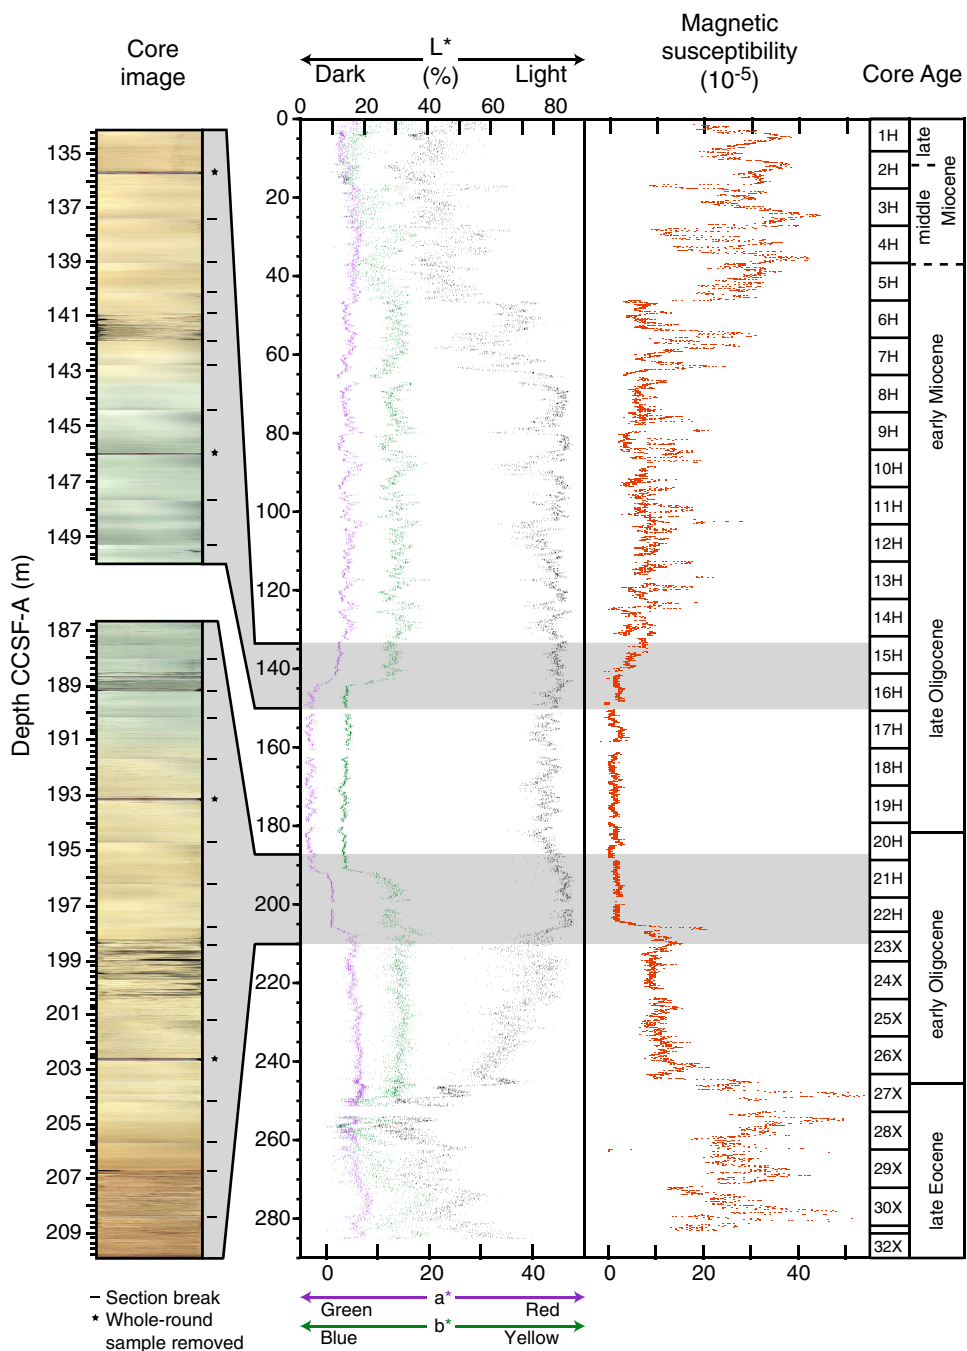 Core
image
L*
(%)
Dark
Light
0 20 40 60 80
Magnetic
susceptibility
(10-5)
Core Age
Depth CCSF-A (m)
135
137
139
141
143
145
147
149
187
189
191
193
195
197
199
201
203
205
207
209
0
20
40
60
80
100
120
140
160
180
200
220
240
260
280
1H
2H
3H
4H
5H
6H
7H
8H
9H
10H
11H
12H
13H
14H
15H
16H
17H
18H
19H
20H
21H
22H
23X
24X
25X
26X
27X
28X
29X
30X
32X
late
middle
Miocene
early Miocene
late Oligocene
early Oligocene
late Eocene
0 20 40
0 20 40
a*
Green
Red
b*
Blue
Yellow
– Section break
★ Whole-round
sample removed